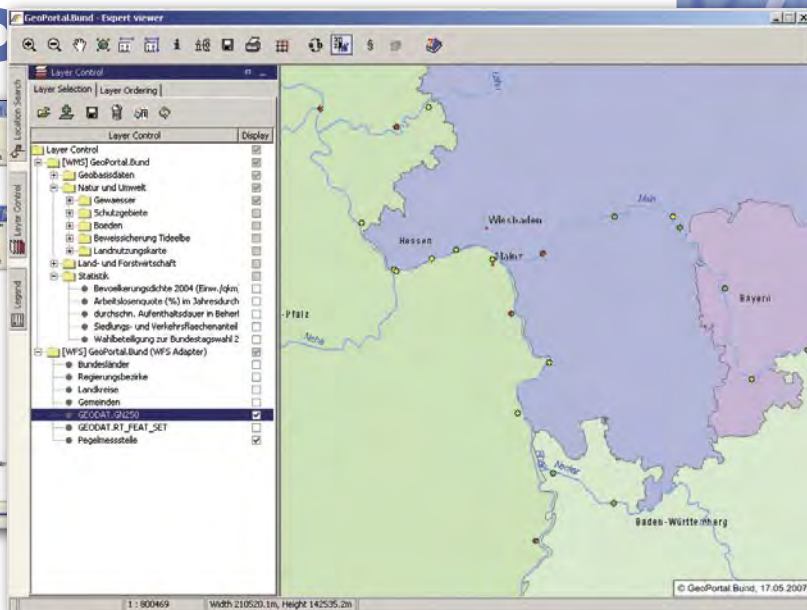 GeoPortal.Bund - Expert viewer
Layer Control
Layer Selection
Layer Ordering
Layer Control
Display
Layer Control
[WMS] GeoPortal.Bund
Geobasisdaten
Natur und Umwelt
Gewaesser
Schutzgebiete
Boeden
Beweissicherung Tideelbe
Landnutzungskarte
Land- und Forstwirtschaft
Statistik
Bevoelkerungsdichte 2004 (Einw./qkm
Arbeitslosenquote (%) im Jahresdurch
durchschn. Aufenthaltsdauer in Beherl
Siedlungs- und Verkehrsflaechenanteil
Wahlbeteiligung zur Bundestagswahl 2
[WFS] GeoPortal.Bund (WFS Adapter)
Bundesländer
Regierungsbezirke
Landkreise
Gemeinden
GEODAT.GN250
GEODAT.RT_FEAT_SET
Pegelmessstelle
Location Search
Layer Control
Legend
Lahn
Main
Wiesbaden
Hessen
Mainz
Bayern
-Pfalz
Nahe
Neckar
Baden-Württemberg
© GeoPortal.Bund, 17.05.2007
1 : 800469
Width 210520.1m, Height 142535.2m